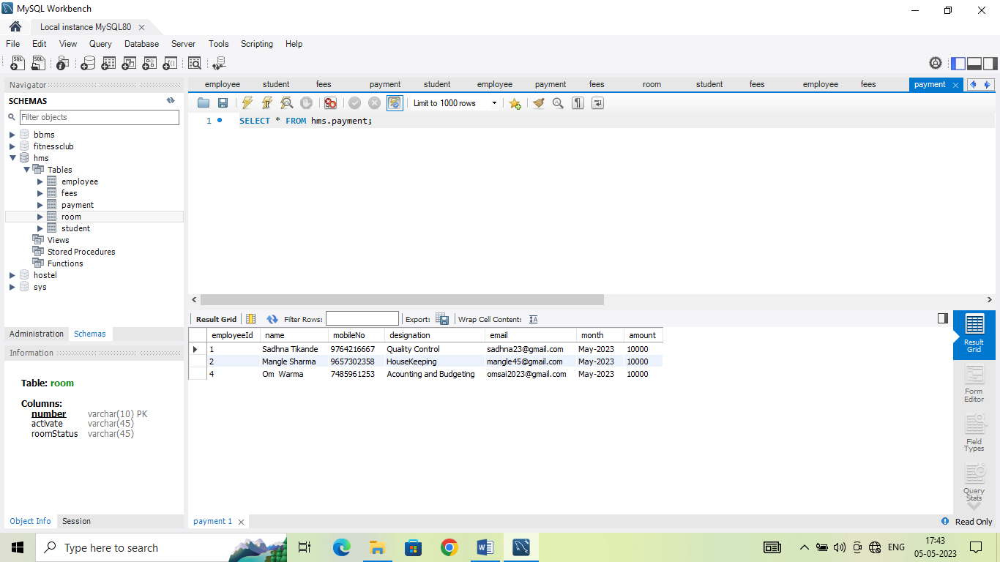 MySQL Workbench
Local instance MySQL80
File Edit View Query Database Server Tools Scripting Help
Navigator
SCHEMAS
Filter objects
bbms
fitnessclub
hms
Tables
employee
fees
payment
room
student
Views
Stored Procedures
Functions
hostel
sys
Administration Schemas
Information
Table: room
Columns:
number varchar(10) PK
activate varchar(45)
roomStatus varchar(45)
Object Info Session
employee student fees payment student employee payment fees room student fees employee fees payment
Limit to 1000 rows
1 SELECT * FROM hms.payment;
Result Grid Filter Rows: Export: Wrap Cell Content:
employeeId name mobileNo designation email month amount
1 Sadhna Tikande 9764216667 Quality Control sadhna23@gmail.com May-2023 10000
2 Mangle Sharma 9657302358 HouseKeeping mangle45@gmail.com May-2023 10000
4 Om Warma 7485961253 Acounting and Budgeting omsai2023@gmail.com May-2023 10000
Result
Grid
Form
Editor
Field
Types
Query
Stats
payment 1
Read Only
Type here to search
ENG
17:43
05-05-2023